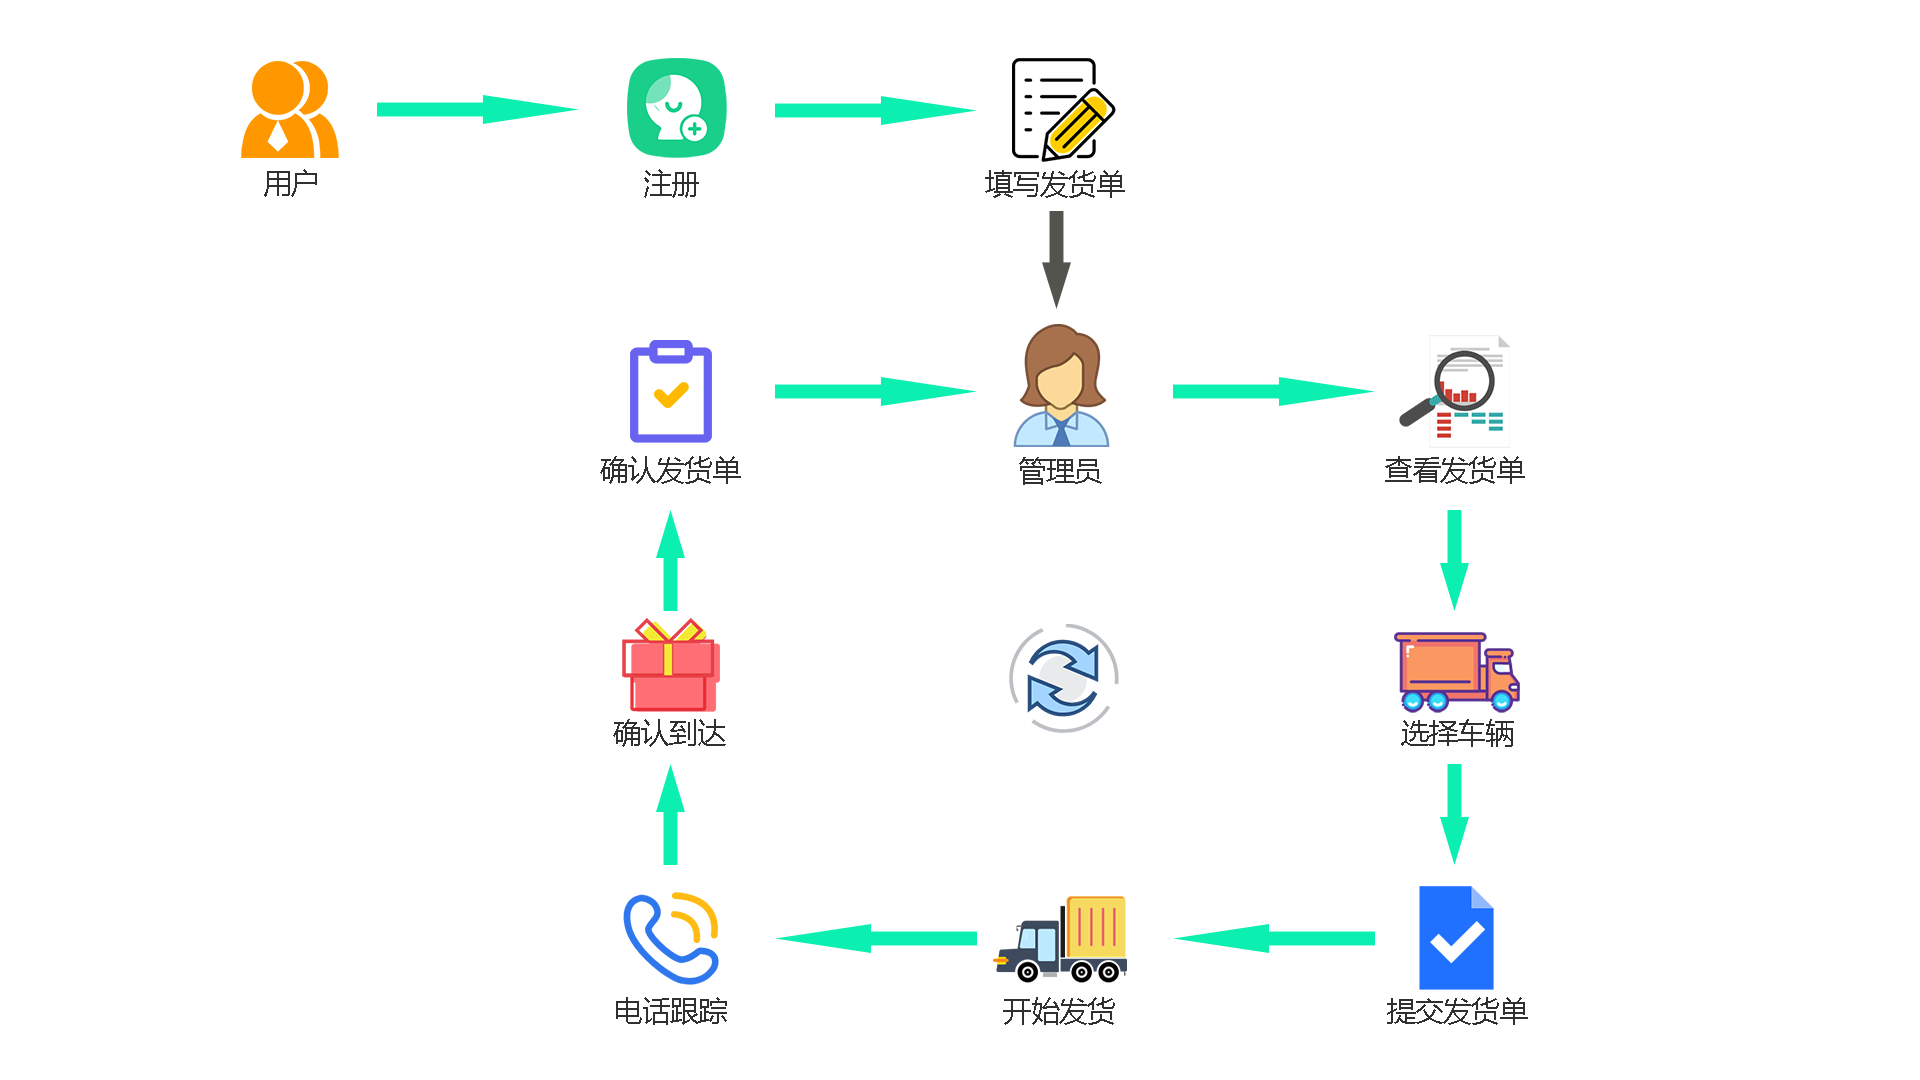 用户
注册
填写发货单
确认发货单
管理员
查看发货单
确认到达
选择车辆
电话跟踪
开始发货
提交发货单